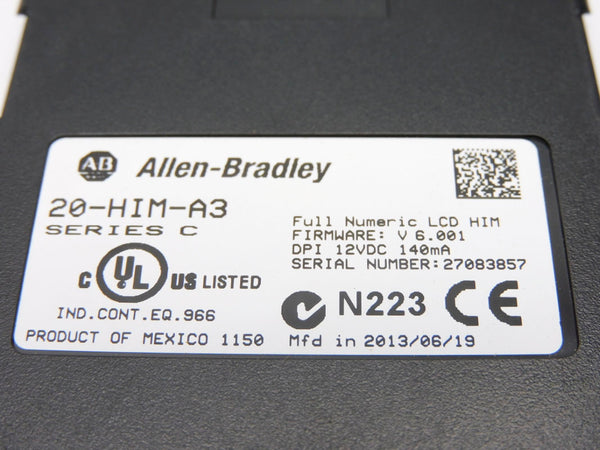 AB Allen-Bradley
20-HIM-A3
SERIES C
Full Numeric LCD HIM
FIRMWARE: V 6.001
DPI 12VDC 140mA
SERIAL NUMBER:27083857
C UL US LISTED
IND.CONT.EQ.966
N223 CE
PRODUCT OF MEXICO 1150 Mfd in 2013/06/19